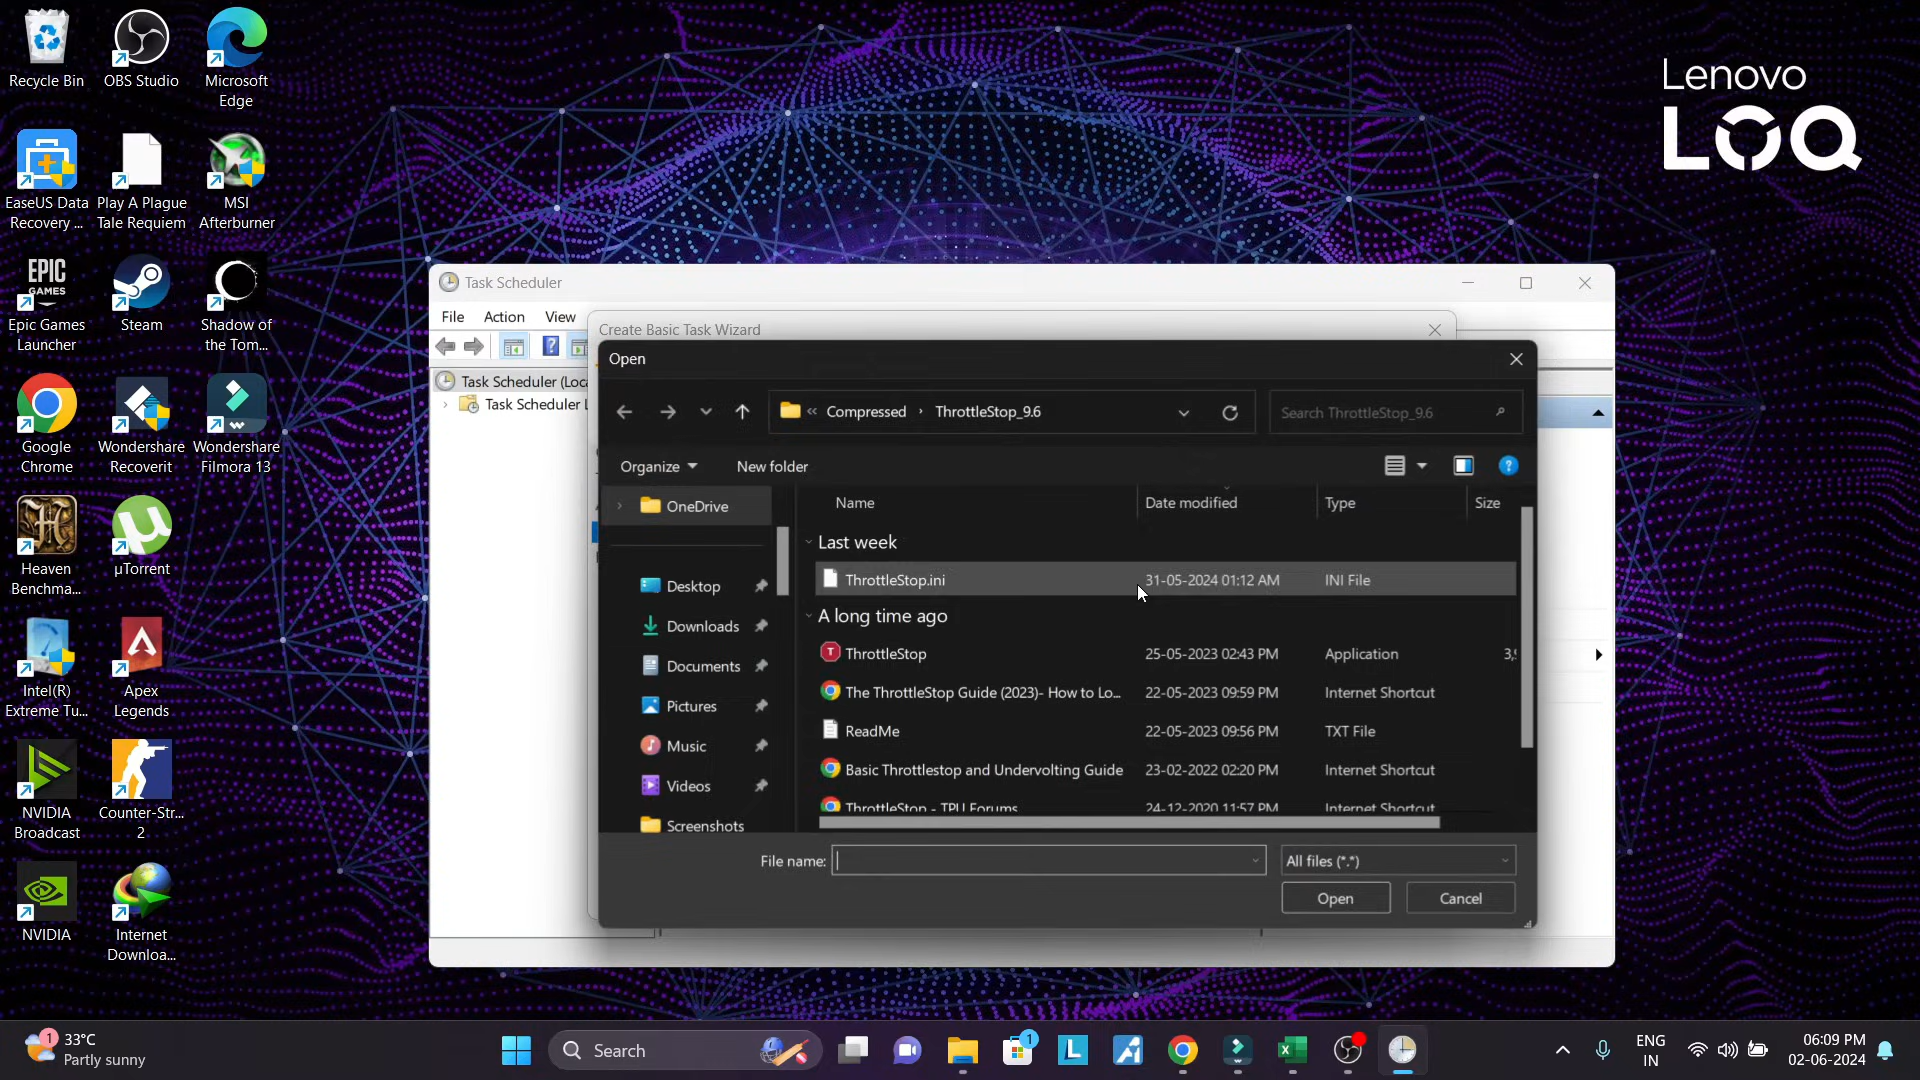 Recycle Bin
OBS Studio
Microsoft
Edge
EaseUS Data
Recovery ...
Play A Plague
Tale Requiem
MSI
Afterburner
EPIC
GAMES
Epic Games
Launcher
Steam
Shadow of
the Tom...
Google
Chrome
Wondershare
Recoverit
Wondershare
Filmora 13
Heaven
Benchma...
µTorrent
Intel(R)
Extreme Tu...
Apex
Legends
NVIDIA
Broadcast
Counter-Str...
2
NVIDIA
Internet
Downloa...
Lenovo
LOQ
Task Scheduler
File Action View
Task Scheduler (Loca
Task Scheduler L
Create Basic Task Wizard
Open
« Compressed › ThrottleStop_9.6
Search ThrottleStop_9.6
Organize
New folder
OneDrive
Desktop
Downloads
Documents
Pictures
Music
Videos
Screenshots
Name Date modified Type Size
Last week
ThrottleStop.ini 31-05-2024 01:12 AM INI File
A long time ago
ThrottleStop 25-05-2023 02:43 PM Application 3,
The ThrottleStop Guide (2023)- How to Lo... 22-05-2023 09:59 PM Internet Shortcut
ReadMe 22-05-2023 09:56 PM TXT File
Basic Throttlestop and Undervolting Guide 23-02-2022 02:20 PM Internet Shortcut
ThrottleStop - TPU Forums 24-12-2020 11:57 PM Internet Shortcut
File name:
All files (*.*)
Open
Cancel
1
33°C
Partly sunny
Search
1
ENG
IN
06:09 PM
02-06-2024